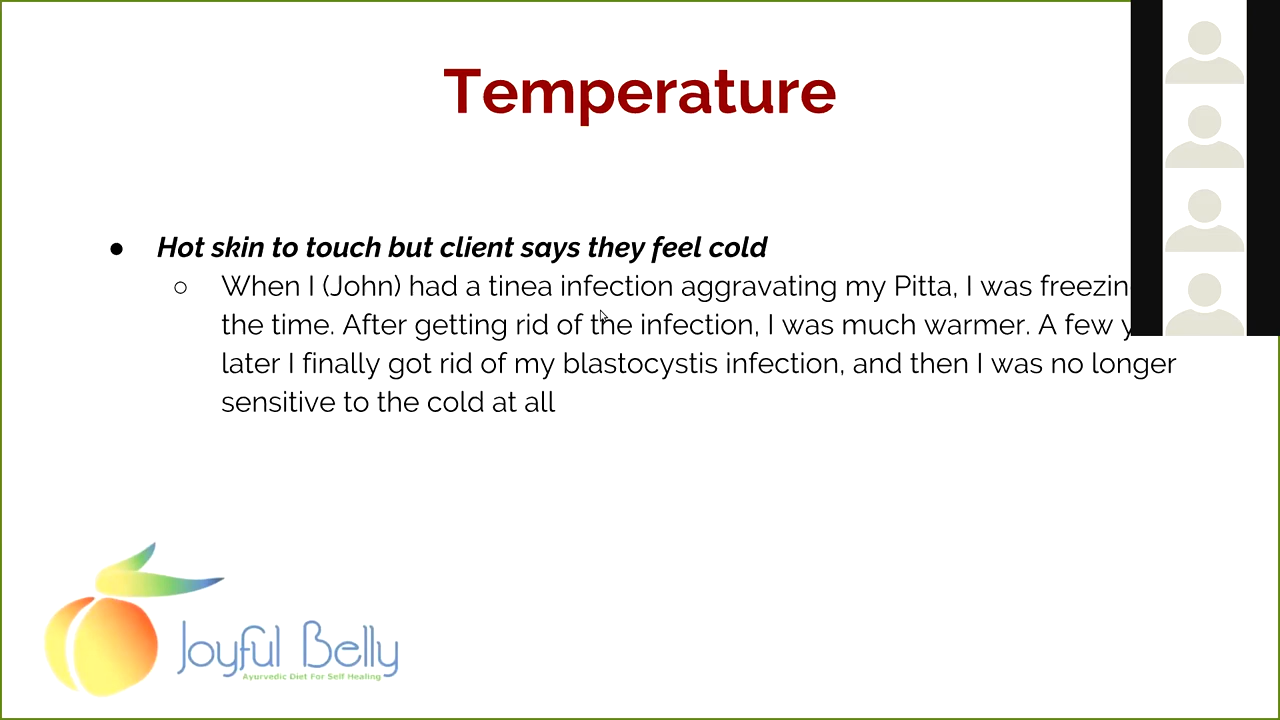 Temperature
● Hot skin to touch but client says they feel cold
○ When I (John) had a tinea infection aggravating my Pitta, I was
the time. After getting rid of the infection, I was much warmer. A few
later I finally got rid of my blastocystis infection, and then I was no longer
sensitive to the cold at all
Joyful Belly
Ayurvedic Diet For Self Healing